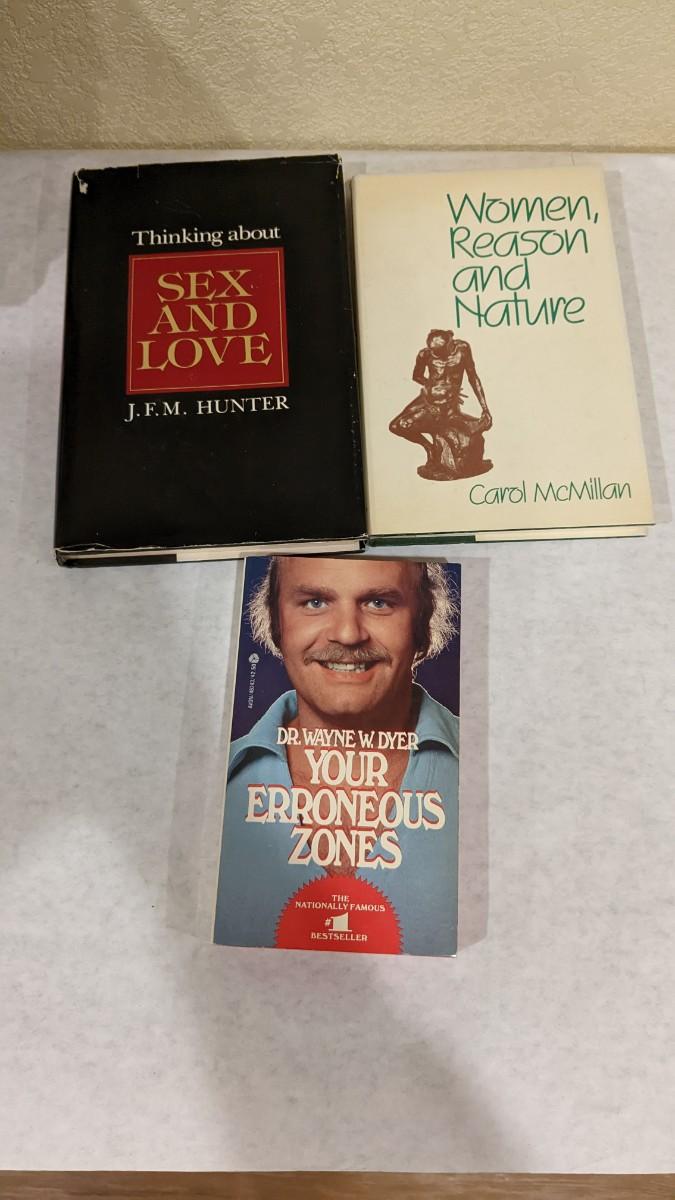 Thinking about
SEX
AND
LOVE
J.F.M. HUNTER
Women,
Reason
and
Nature
Carol McMillan
DR. WAYNE W. DYER
YOUR
ERRONEOUS
ZONES
THE
NATIONALLY FAMOUS
#1
BESTSELLER